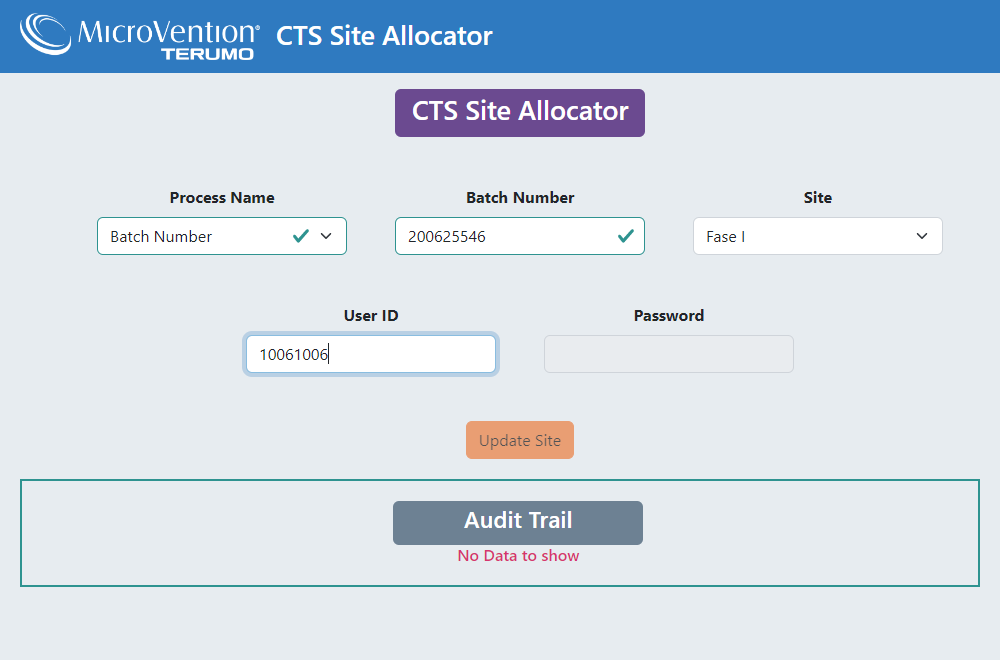 MICROVENTION® CTS Site Allocator
TERUMO
CTS Site Allocator
Process Name Batch Number Site
Batch Number 200625546 Fase I
User ID Password
10061006
Update Site
Audit Trail
No Data to show